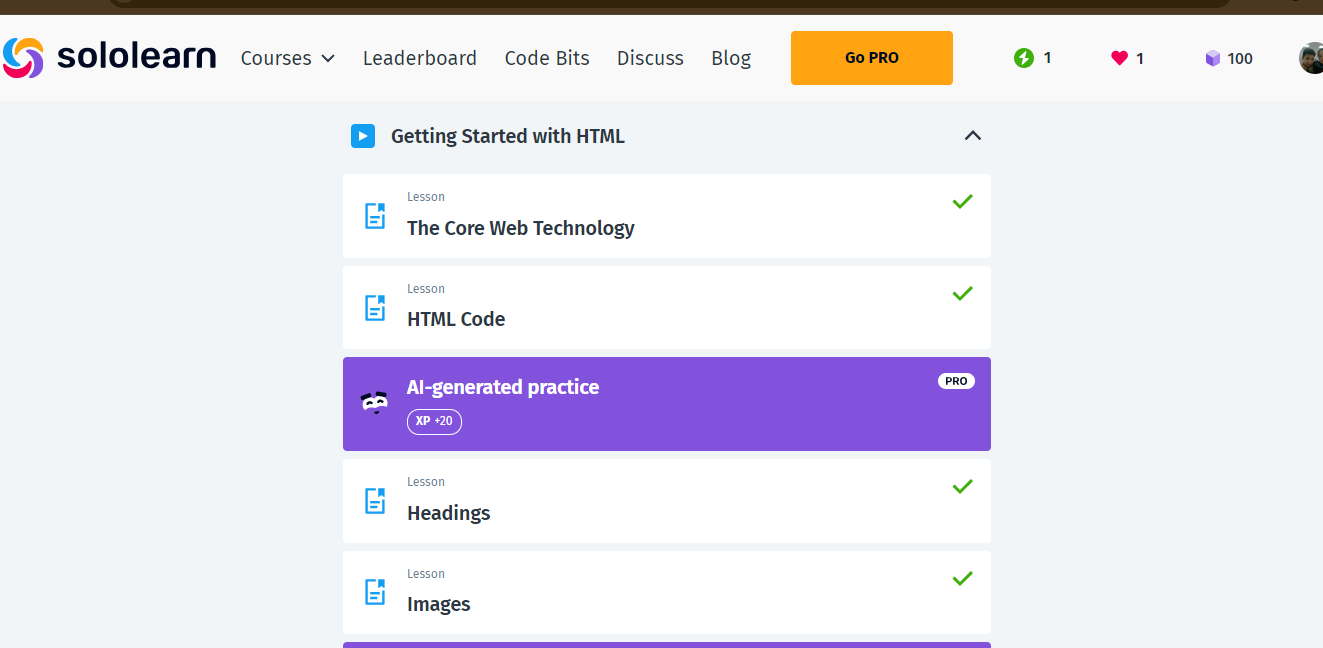 sololearn
Courses
Leaderboard
Code Bits
Discuss
Blog
Go PRO
1
1
100
Getting Started with HTML
Lesson
The Core Web Technology
Lesson
HTML Code
AI-generated practice
PRO
XP +20
Lesson
Headings
Lesson
Images